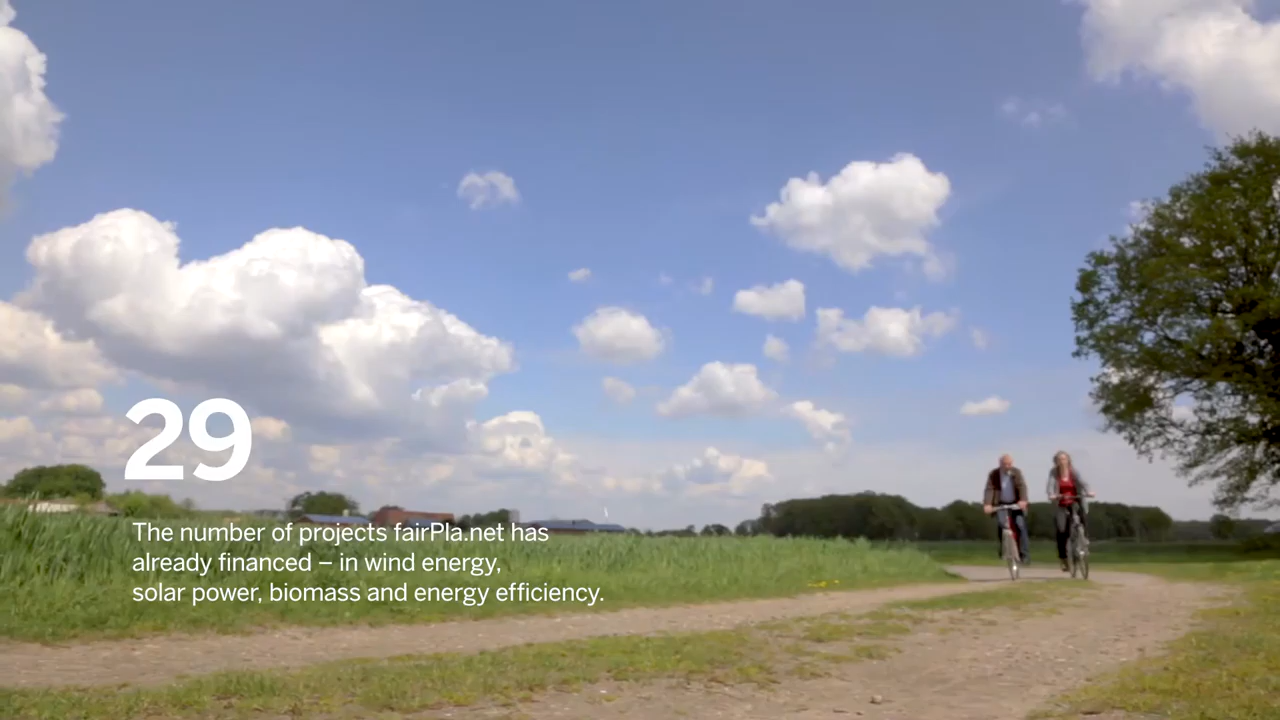 29
The number of projects fairPla.net has
already financed – in wind energy,
solar power, biomass and energy efficiency.